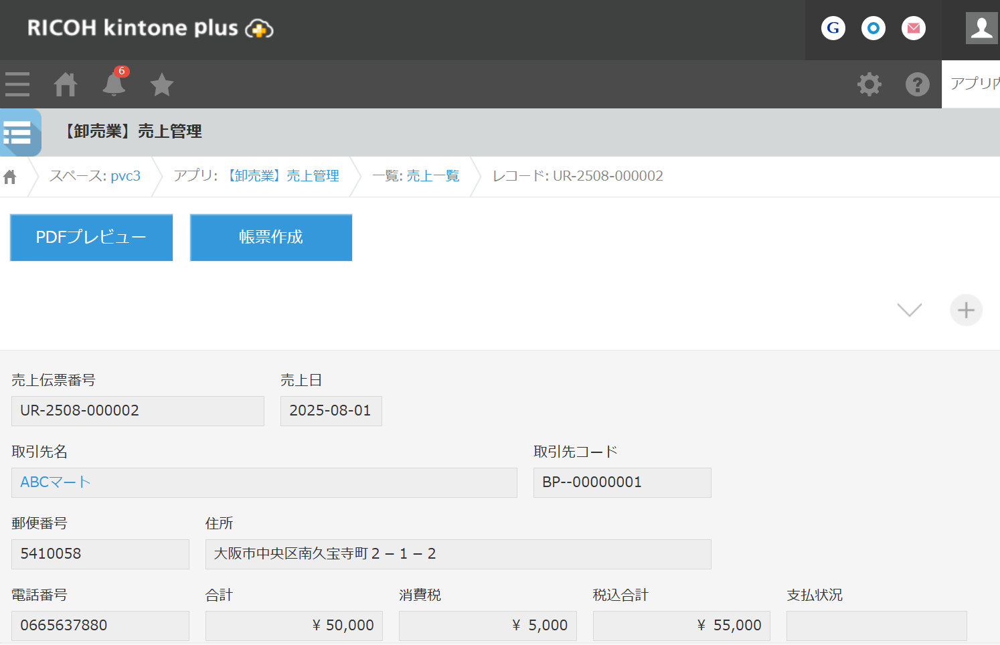 RICOH kintone plus
G
6
?
アプリ内
【卸売業】売上管理
スペース: pvc3
アプリ: 【卸売業】売上管理
一覧: 売上一覧
レコード: UR-2508-000002
PDFプレビュー
帳票作成
売上伝票番号
売上日
UR-2508-000002
2025-08-01
取引先名
取引先コード
ABCマート
BP--00000001
郵便番号
住所
5410058
大阪市中央区南久宝寺町２－１－２
電話番号
合計
消費税
税込合計
支払状況
0665637880
¥ 50,000
¥ 5,000
¥ 55,000